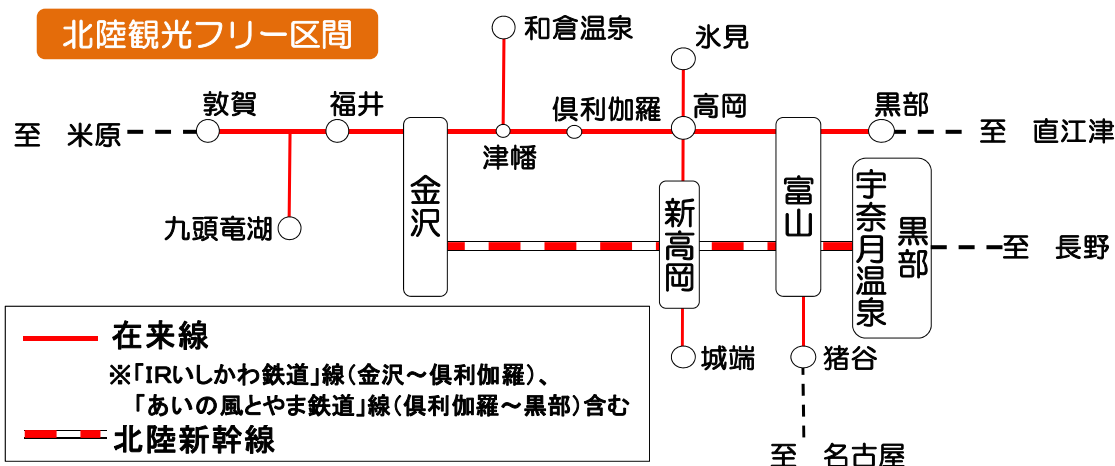 北陸観光フリー区間
和倉温泉
氷見
敦賀
福井
倶利伽羅
高岡
黒部
至 米原
至 直江津
津幡
金沢
新高岡
富山
黒部
宇奈月温泉
九頭竜湖
至 長野
城端
猪谷
至 名古屋
在来線
※「IRいしかわ鉄道」線(金沢～倶利伽羅)、
「あいの風とやま鉄道」線(倶利伽羅～黒部)含む
北陸新幹線